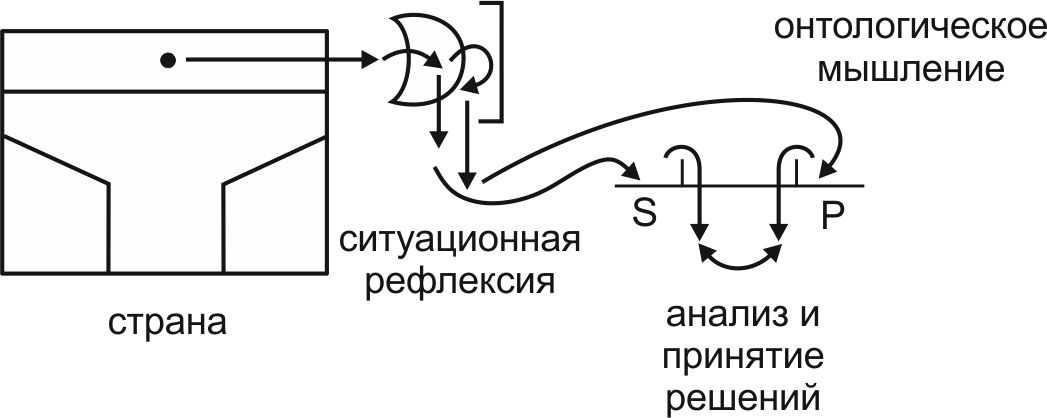 онтологическое
мышление
S
P
ситуационная
рефлексия
страна
анализ и
принятие
решений